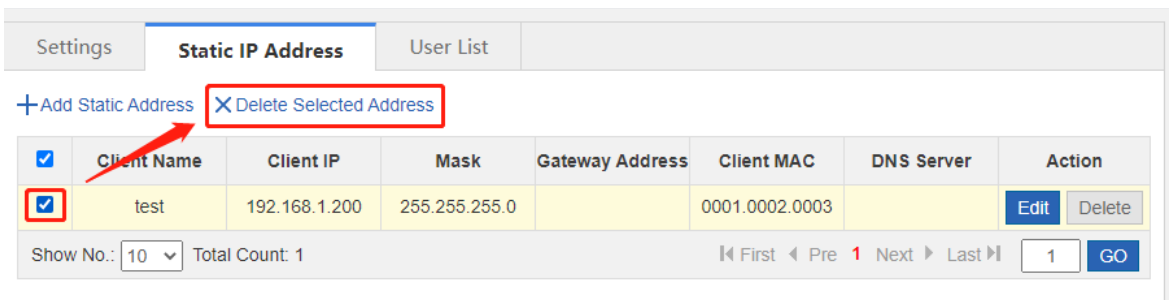 Settings Static IP Address User List
Add Static Address Delete Selected Address
Client Name Client IP Mask Gateway Address Client MAC DNS Server Action
test 192.168.1.200 255.255.255.0 0001.0002.0003 Edit Delete
Show No.: 10 Total Count: 1 First Pre 1 Next Last 1 GO